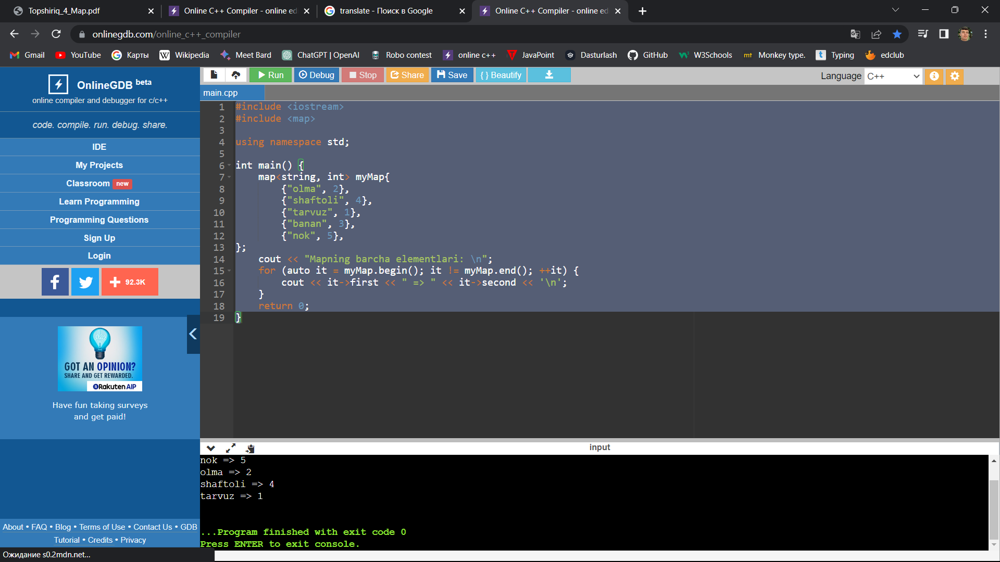 Topshiriq_4_Map.pdf
Online C++ Compiler - online ed
translate - Поиск в Google
Online C++ Compiler - online ed
onlinegdb.com/online_c++_compiler
Gmail
YouTube
Карты
Wikipedia
Meet Bard
ChatGPT | OpenAI
Robo contest
online c++
JavaPoint
Dasturlash
GitHub
W3Schools
mt Monkey type.
Typing
edclub
OnlineGDB beta
online compiler and debugger for c/c++
code. compile. run. debug. share.
IDE
My Projects
Classroom new
Learn Programming
Programming Questions
Sign Up
Login
92.3K
GOT AN OPINION?
SHARE AND GET REWARDED.
Rakuten AIP
Have fun taking surveys
and get paid!
About • FAQ • Blog • Terms of Use • Contact Us • GDB
Tutorial • Credits • Privacy
Ожидание s0.2mdn.net...
Run
Debug
Stop
Share
Save
{ } Beautify
Language C++
main.cpp
1 #include <iostream>
2 #include <map>
3
4 using namespace std;
5
6 int main() {
7 map<string, int> myMap{
8 {"olma", 2},
9 {"shaftoli", 4},
10 {"tarvuz", 1},
11 {"banan", 3},
12 {"nok", 5},
13 };
14 cout << "Mapning barcha elementlari: \n";
15 for (auto it = myMap.begin(); it != myMap.end(); ++it) {
16 cout << it->first << " => " << it->second << '\n';
17 }
18 return 0;
19 }
input
nok => 5
olma => 2
shaftoli => 4
tarvuz => 1
...Program finished with exit code 0
Press ENTER to exit console.